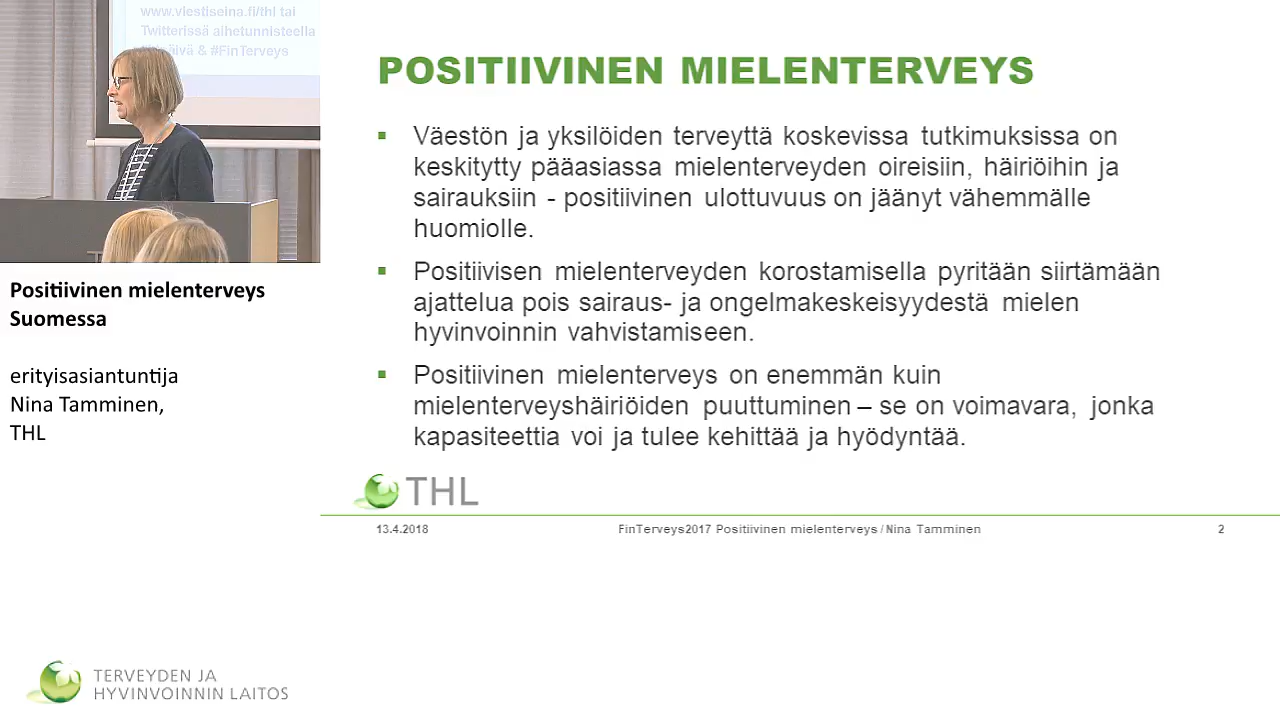 www.viestiseina.fi/thl tai
Twitterissä aihetunnisteella
& #FinTerveys
Positiivinen mielenterveys
Suomessa
erityisasiantuntija
Nina Tamminen,
THL
POSITIIVINEN MIELENTERVEYS
▪ Väestön ja yksilöiden terveyttä koskevissa tutkimuksissa on
keskitytty pääasiassa mielenterveyden oireisiin, häiriöihin ja
sairauksiin - positiivinen ulottuvuus on jäänyt vähemmälle
huomiolle.
▪ Positiivisen mielenterveyden korostamisella pyritään siirtämään
ajattelua pois sairaus- ja ongelmakeskeisyydestä mielen
hyvinvoinnin vahvistamiseen.
▪ Positiivinen mielenterveys on enemmän kuin
mielenterveyshäiriöiden puuttuminen – se on voimavara, jonka
kapasiteettia voi ja tulee kehittää ja hyödyntää.
THL
13.4.2018 FinTerveys2017 Positiivinen mielenterveys / Nina Tamminen 2
TERVEYDEN JA
HYVINVOINNIN LAITOS